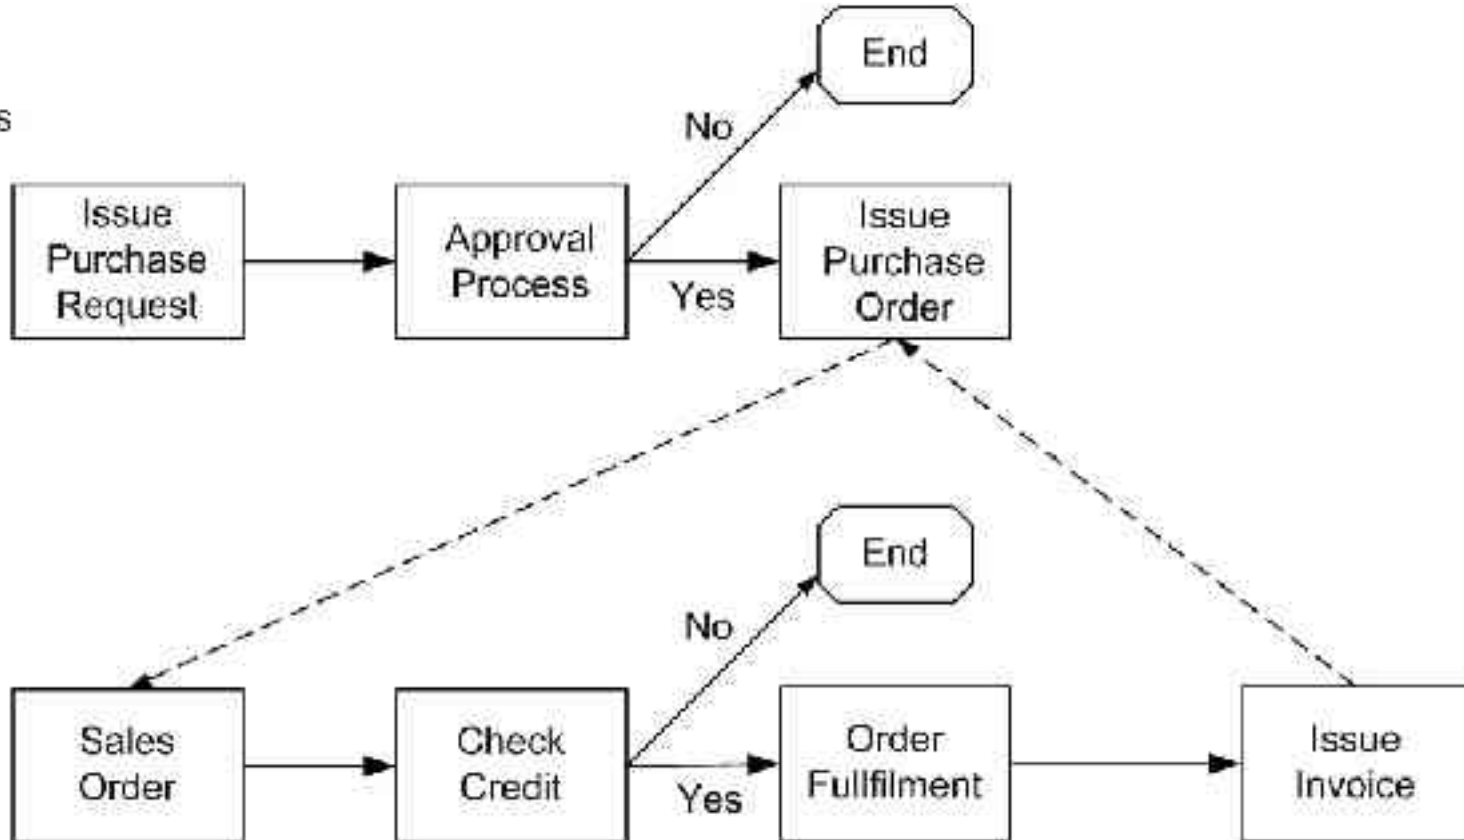 End
No
s
Issue
Purchase
Request
Approval
Process
Yes
Issue
Purchase
Order
End
No
Sales
Order
Check
Credit
Yes
Order
Fullfilment
Issue
Invoice